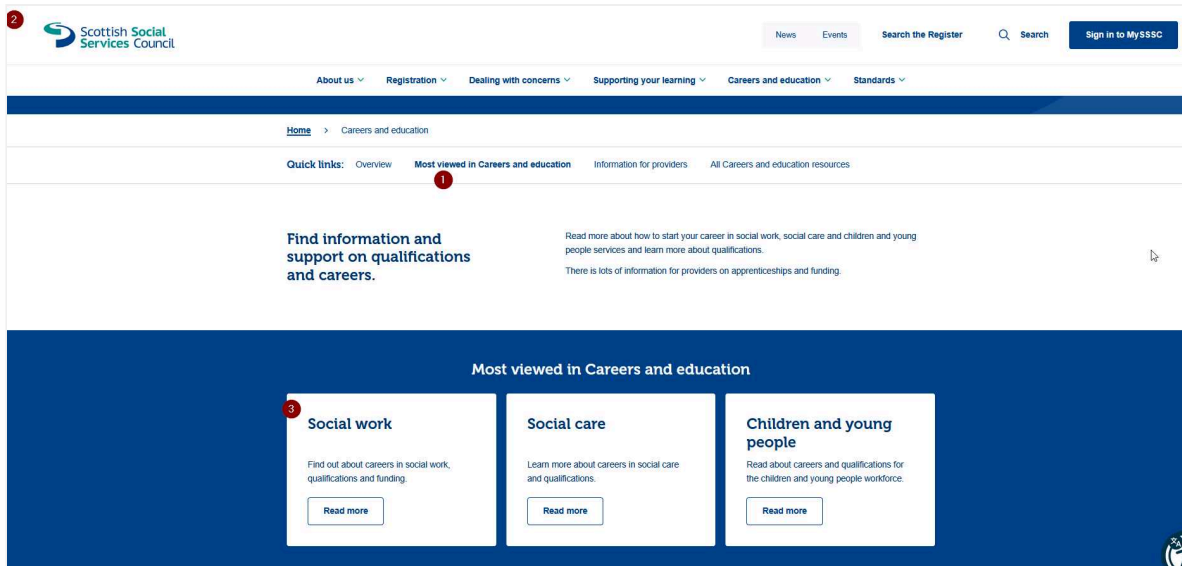 2
Scottish Social
Services Council
News Events Search the Register Search Sign in to MySSSC
About us Registration Dealing with concerns Supporting your learning Careers and education Standards
Home > Careers and education
Quick links: Overview Most viewed in Careers and education Information for providers All Careers and education resources
1
Find information and
support on qualifications
and careers.
Read more about how to start your career in social work, social care and children and young
people services and learn more about qualifications.
There is lots of information for providers on apprenticeships and funding.
Most viewed in Careers and education
3
Social work
Find out about careers in social work,
qualifications and funding.
Read more
Social care
Learn more about careers in social care
and qualifications.
Read more
Children and young
people
Read about careers and qualifications for
the children and young people workforce.
Read more